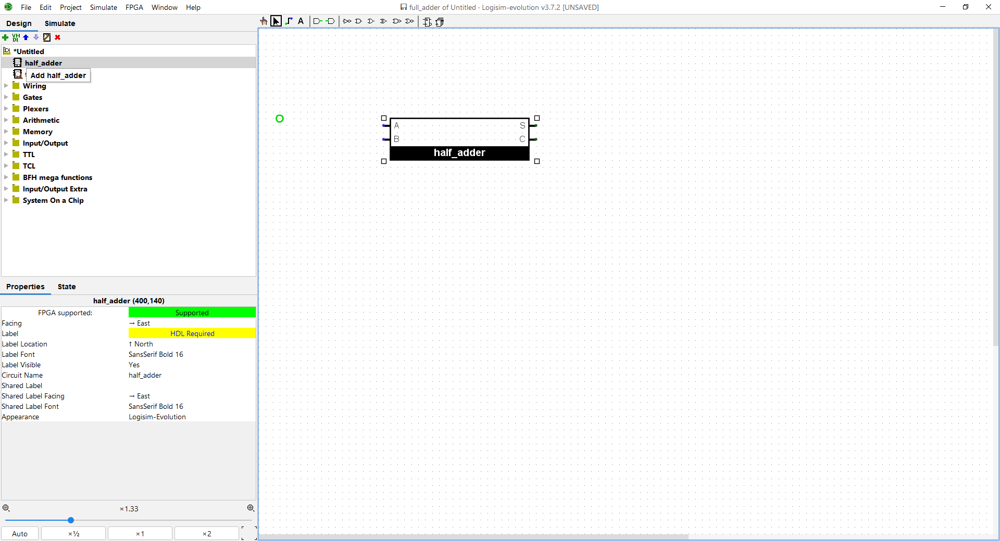 File Edit Project Simulate FPGA Window Help
full_adder of Untitled · Logisim-evolution v3.7.2 [UNSAVED]
Design Simulate
A
VH
DL
*Untitled
half_adder
Add half_adder
Wiring
Gates
Plexers
Arithmetic
Memory
Input/Output
TTL
TCL
BFH mega functions
Input/Output Extra
System On a Chip
A S
B C
half_adder
Properties State
half_adder (400,140)
FPGA supported: Supported
Facing → East
Label HDL Required
Label Location ↑ North
Label Font SansSerif Bold 16
Label Visible Yes
Circuit Name half_adder
Shared Label
Shared Label Facing → East
Shared Label Font SansSerif Bold 16
Appearance Logisim-Evolution
×1.33
Auto ×½ ×1 ×2